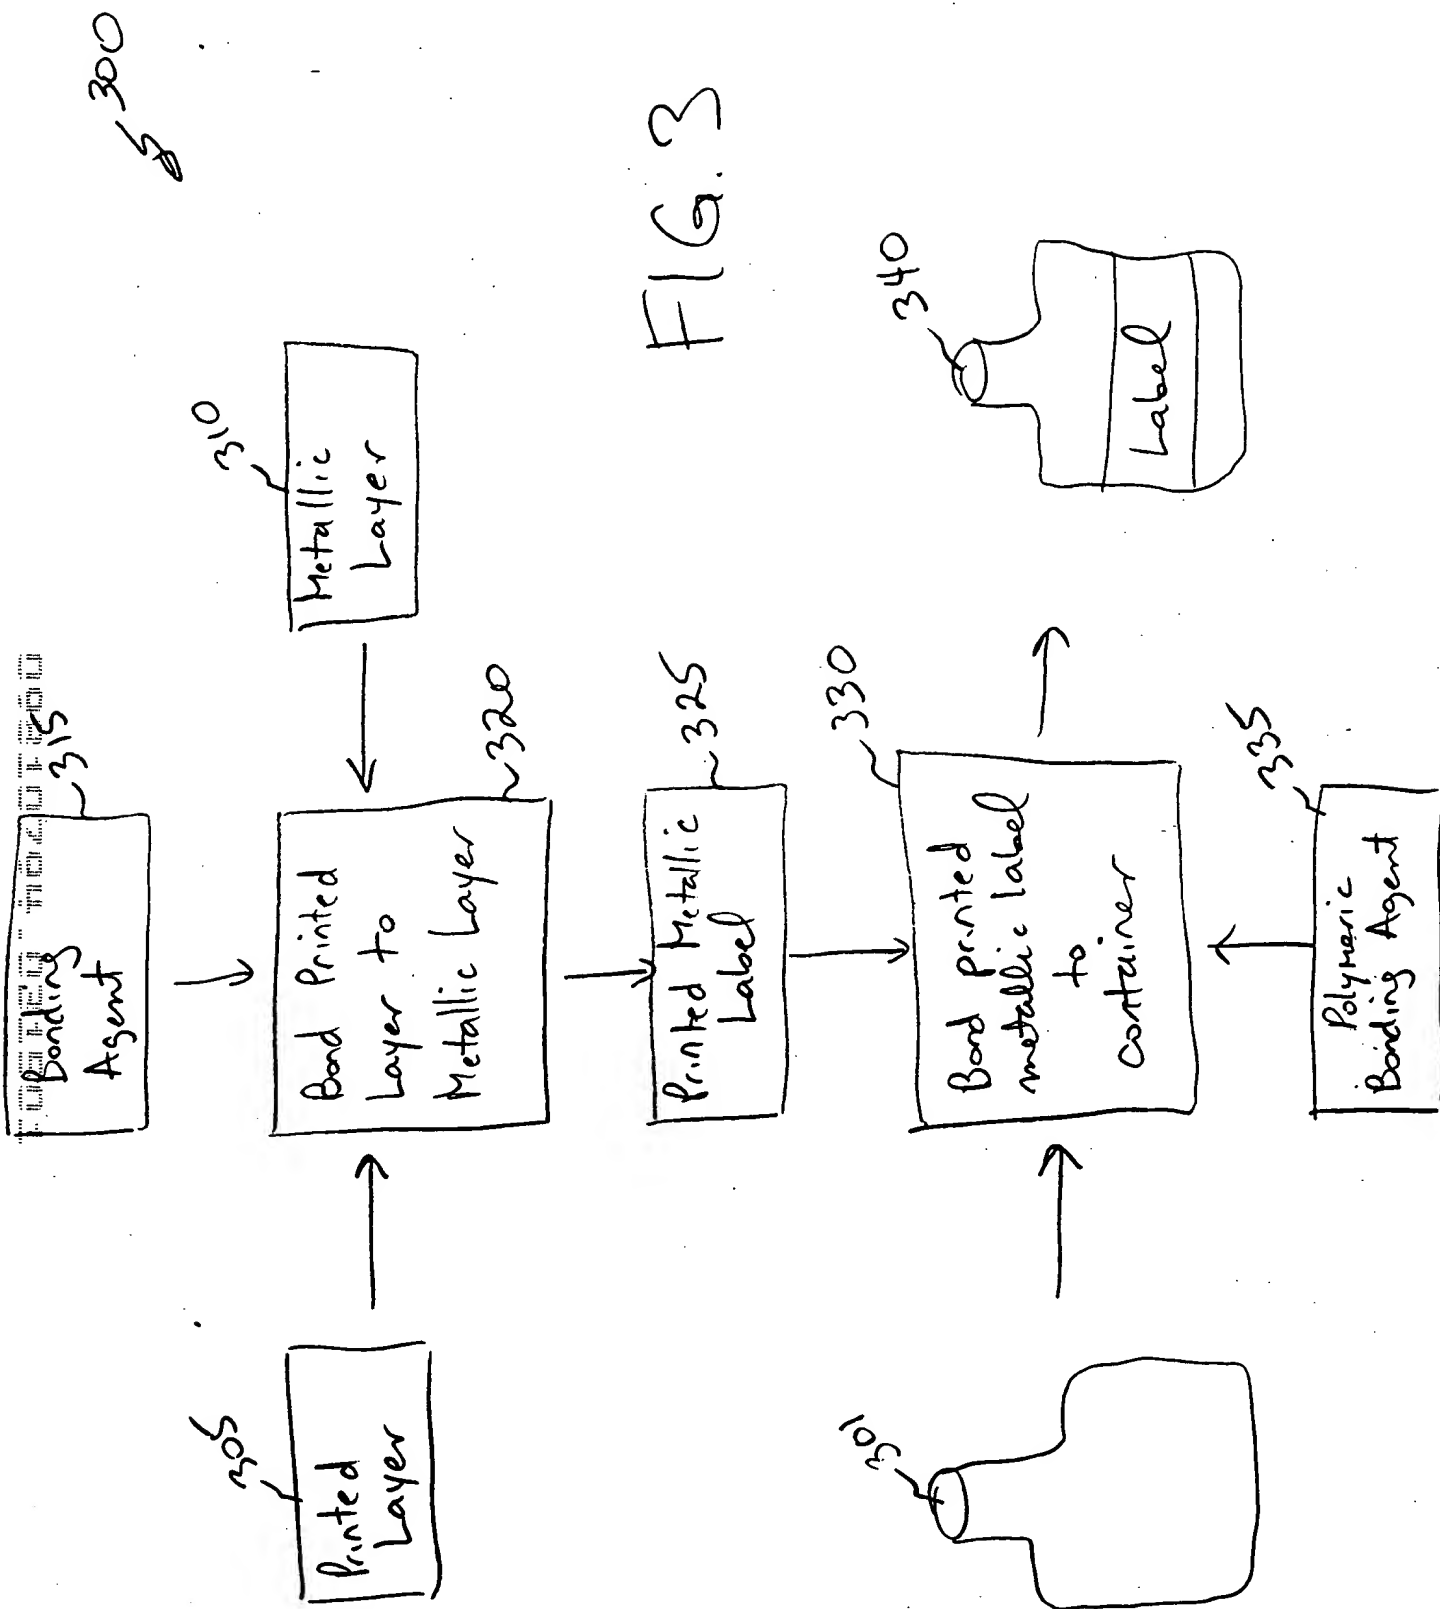 300
315
Bonding
Agent
305
Printed
Layer
Bond Printed
Layer to
Metallic Layer
320
310
Metallic
Layer
Printed Metallic
Label
325
FIG. 3
301
Bond printed
metallic label
to
container
330
340
Label
335
Polymeric
Bonding Agent